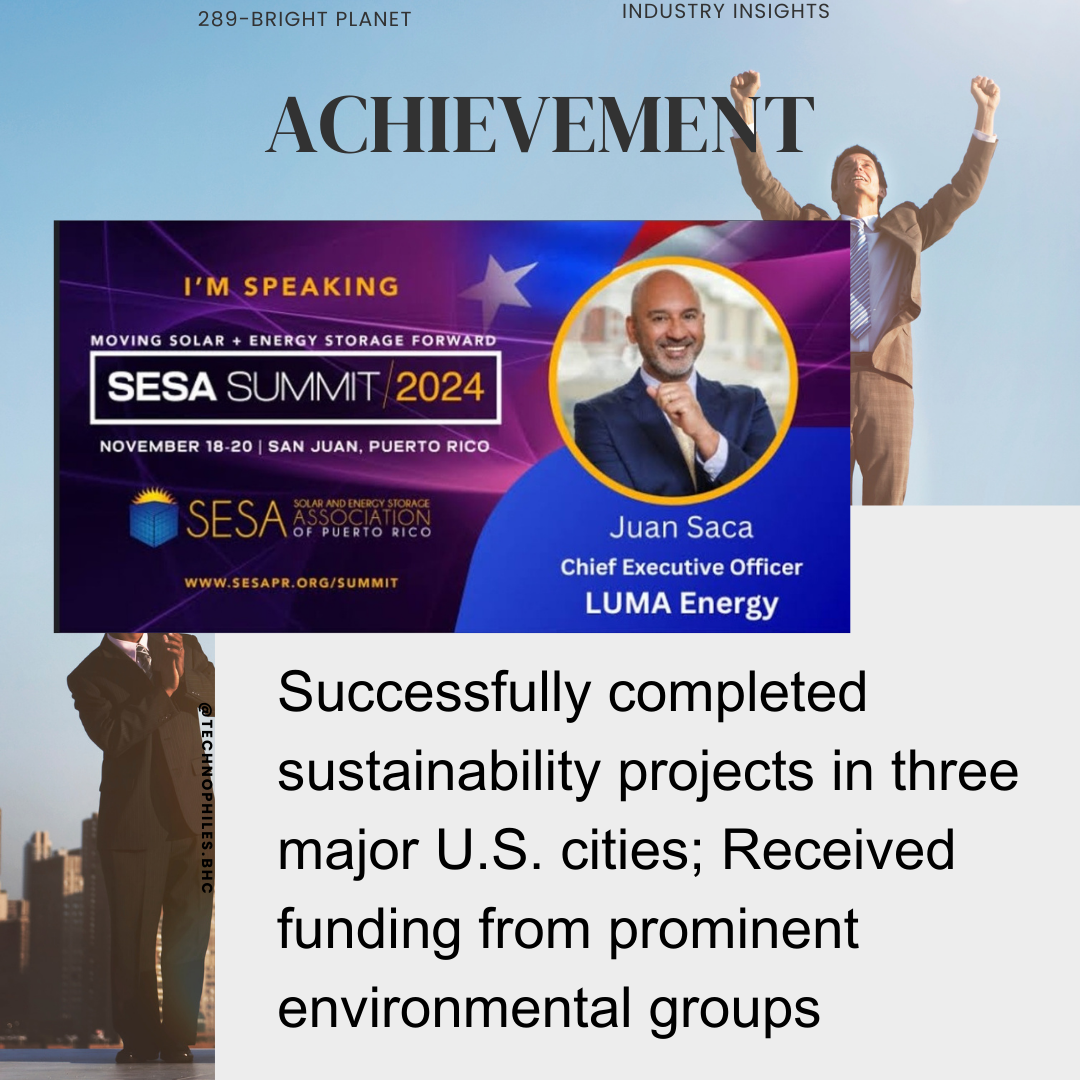 289-BRIGHT PLANET
INDUSTRY INSIGHTS
ACHIEVEMENT
I'M SPEAKING
MOVING SOLAR + ENERGY STORAGE FORWARD
SESA SUMMIT/2024
NOVEMBER 18-20 | SAN JUAN, PUERTO RICO
SESA
SOLAR AND ENERGY STORAGE
ASSOCIATION
OF PUERTO RICO
WWW.SESAPR.ORG/SUMMIT
Juan Saca
Chief Executive Officer
LUMA Energy
@TECHNOPHILES.BHC
Successfully completed
sustainability projects in three
major U.S. cities; Received
funding from prominent
environmental groups